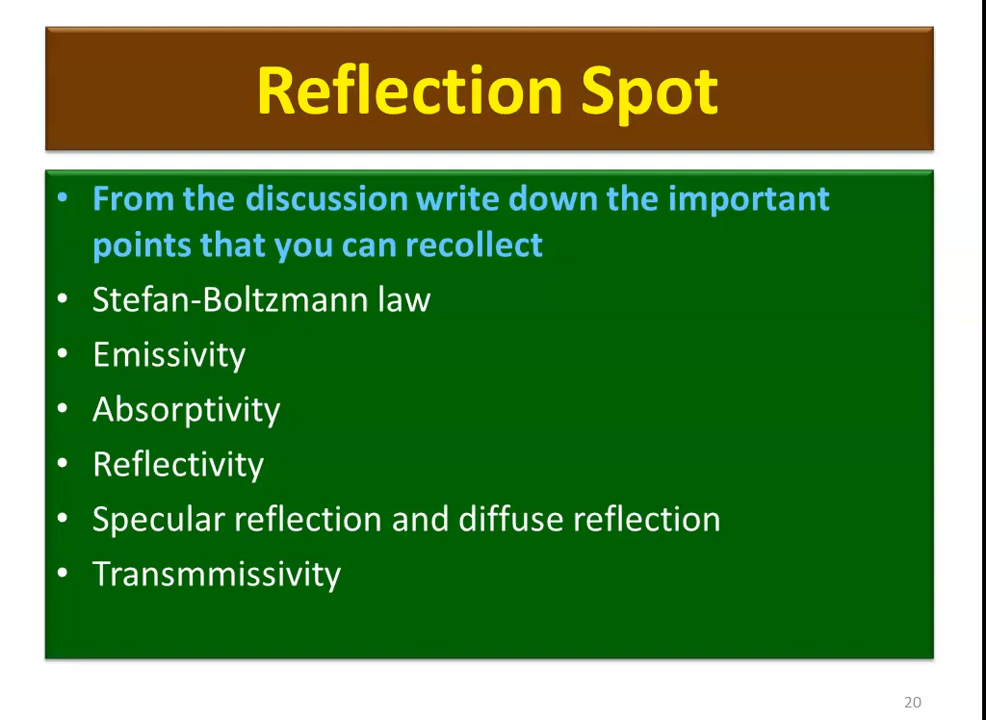 Reflection Spot
• From the discussion write down the important
points that you can recollect
• Stefan-Boltzmann law
• Emissivity
• Absorptivity
• Reflectivity
• Specular reflection and diffuse reflection
• Transmmissivity
20